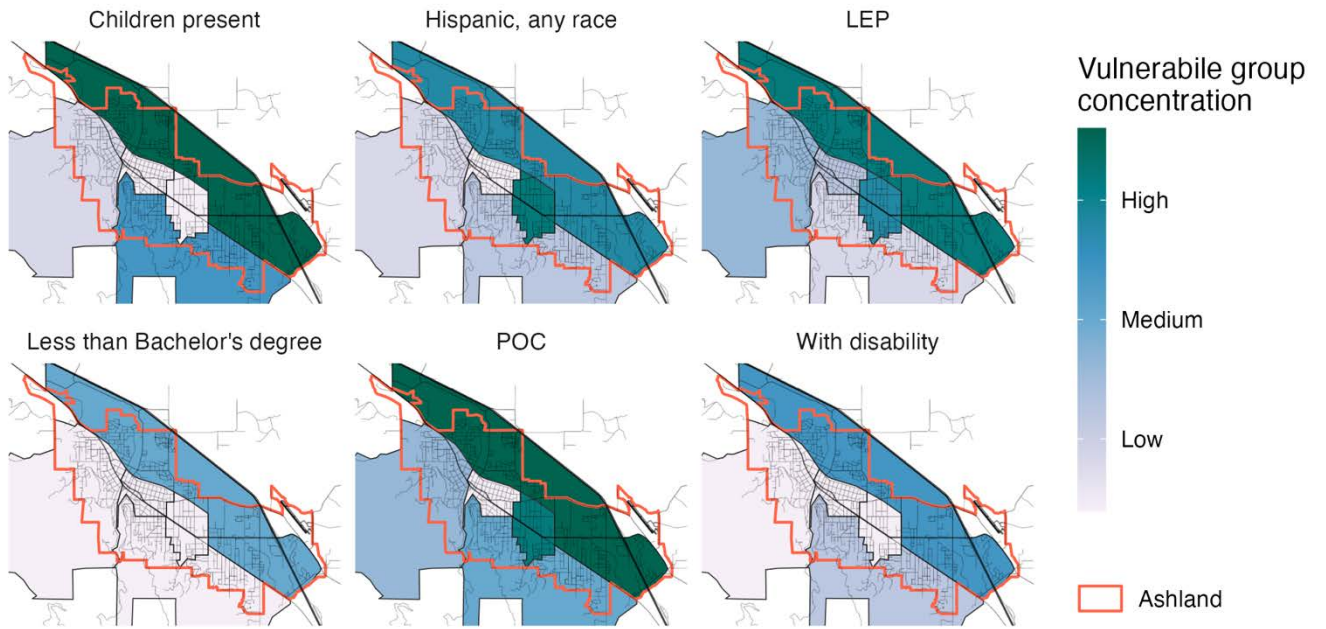 Children present
Hispanic, any race
LEP
Vulnerabile group
concentration
High
Medium
Low
Less than Bachelor's degree
POC
With disability
Ashland